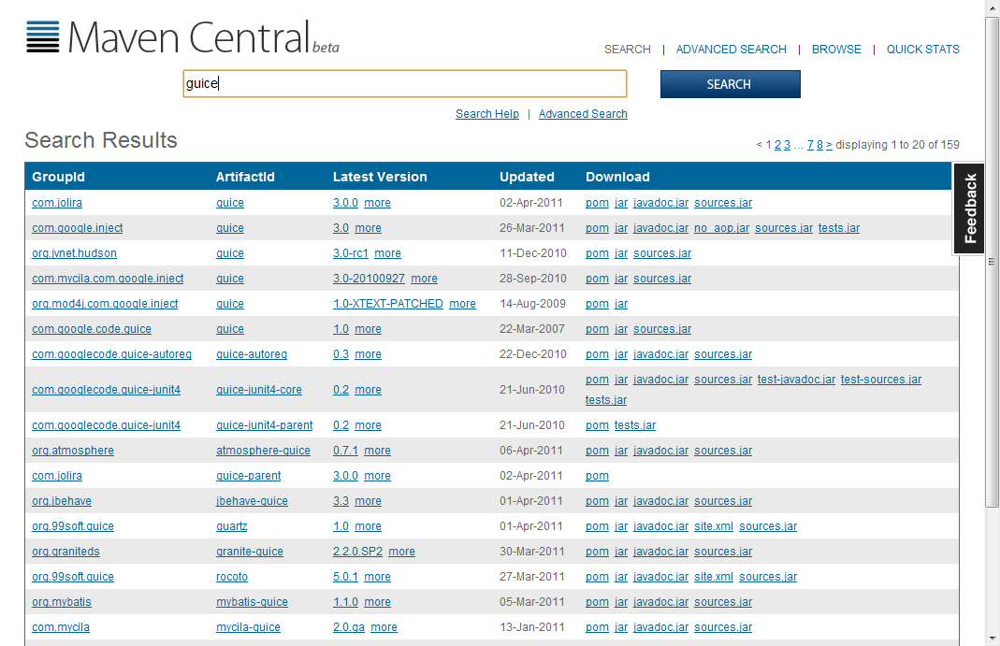 Maven Central beta
SEARCH | ADVANCED SEARCH | BROWSE | QUICK STATS
guice SEARCH
Search Help | Advanced Search
Search Results < 1 2 3 ... 7 8 > displaying 1 to 20 of 159
GroupId ArtifactId Latest Version Updated Download
com.jolira guice 3.0.0 more 02-Apr-2011 pom jar javadoc.jar sources.jar
com.google.inject guice 3.0 more 26-Mar-2011 pom jar javadoc.jar no_aop.jar sources.jar tests.jar
org.jvnet.hudson guice 3.0-rc1 more 11-Dec-2010 pom jar sources.jar
com.mycila.com.google.inject guice 3.0-20100927 more 28-Sep-2010 pom jar sources.jar
org.mod4j.com.google.inject guice 1.0-XTEXT-PATCHED more 14-Aug-2009 pom jar
com.google.code.guice guice 1.0 more 22-Mar-2007 pom jar sources.jar
com.googlecode.guice-autoreg guice-autoreg 0.3 more 22-Dec-2010 pom jar javadoc.jar sources.jar
com.googlecode.guice-junit4 guice-junit4-core 0.2 more 21-Jun-2010 pom jar javadoc.jar sources.jar test-javadoc.jar test-sources.jar
tests.jar
com.googlecode.guice-junit4 guice-junit4-parent 0.2 more 21-Jun-2010 pom tests.jar
org.atmosphere atmosphere-guice 0.7.1 more 06-Apr-2011 pom jar javadoc.jar sources.jar
com.jolira guice-parent 3.0.0 more 02-Apr-2011 pom
org.jbehave jbehave-guice 3.3 more 01-Apr-2011 pom jar javadoc.jar sources.jar
org.99soft.guice quartz 1.0 more 01-Apr-2011 pom jar javadoc.jar site.xml sources.jar
org.graniteds granite-guice 2.2.0.SP2 more 30-Mar-2011 pom jar javadoc.jar sources.jar
org.99soft.guice rocoto 5.0.1 more 27-Mar-2011 pom jar javadoc.jar site.xml sources.jar
org.mybatis mybatis-guice 1.1.0 more 05-Mar-2011 pom jar javadoc.jar sources.jar
com.mycila mycila-guice 2.0.ga more 13-Jan-2011 pom jar javadoc.jar sources.jar
Feedback